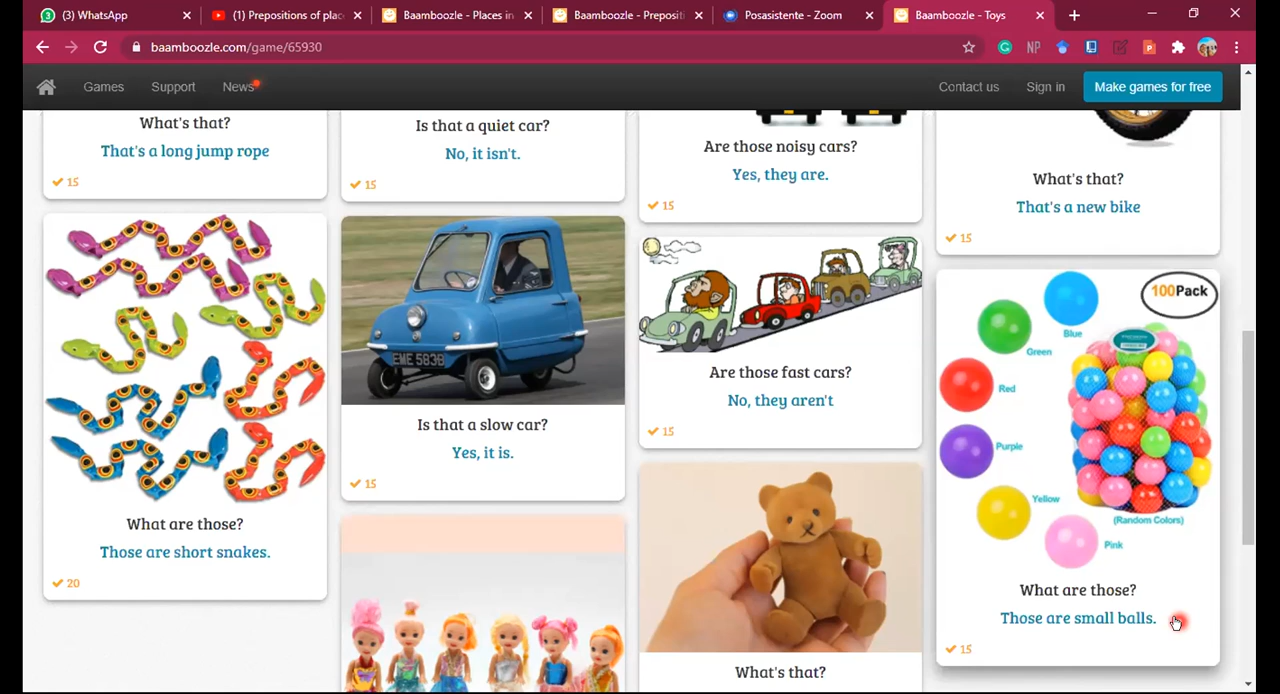 (3) WhatsApp
(1) Prepositions of plac
Baamboozle - Places in
Baamboozle - Preposit
Posasistente - Zoom
Baamboozle - Toys
baamboozle.com/game/65930
NP
Games
Support
News
Contact us
Sign in
Make games for free
What's that?
That's a long jump rope
15
Is that a quiet car?
No, it isn't.
15
Are those noisy cars?
Yes, they are.
15
What's that?
That's a new bike
15
What are those?
Those are short snakes.
20
EME 583B
Is that a slow car?
Yes, it is.
15
Are those fast cars?
No, they aren't
15
What's that?
100Pack
Blue
Green
Red
Purple
Yellow
Pink
(Random Colors)
What are those?
Those are small balls.
15